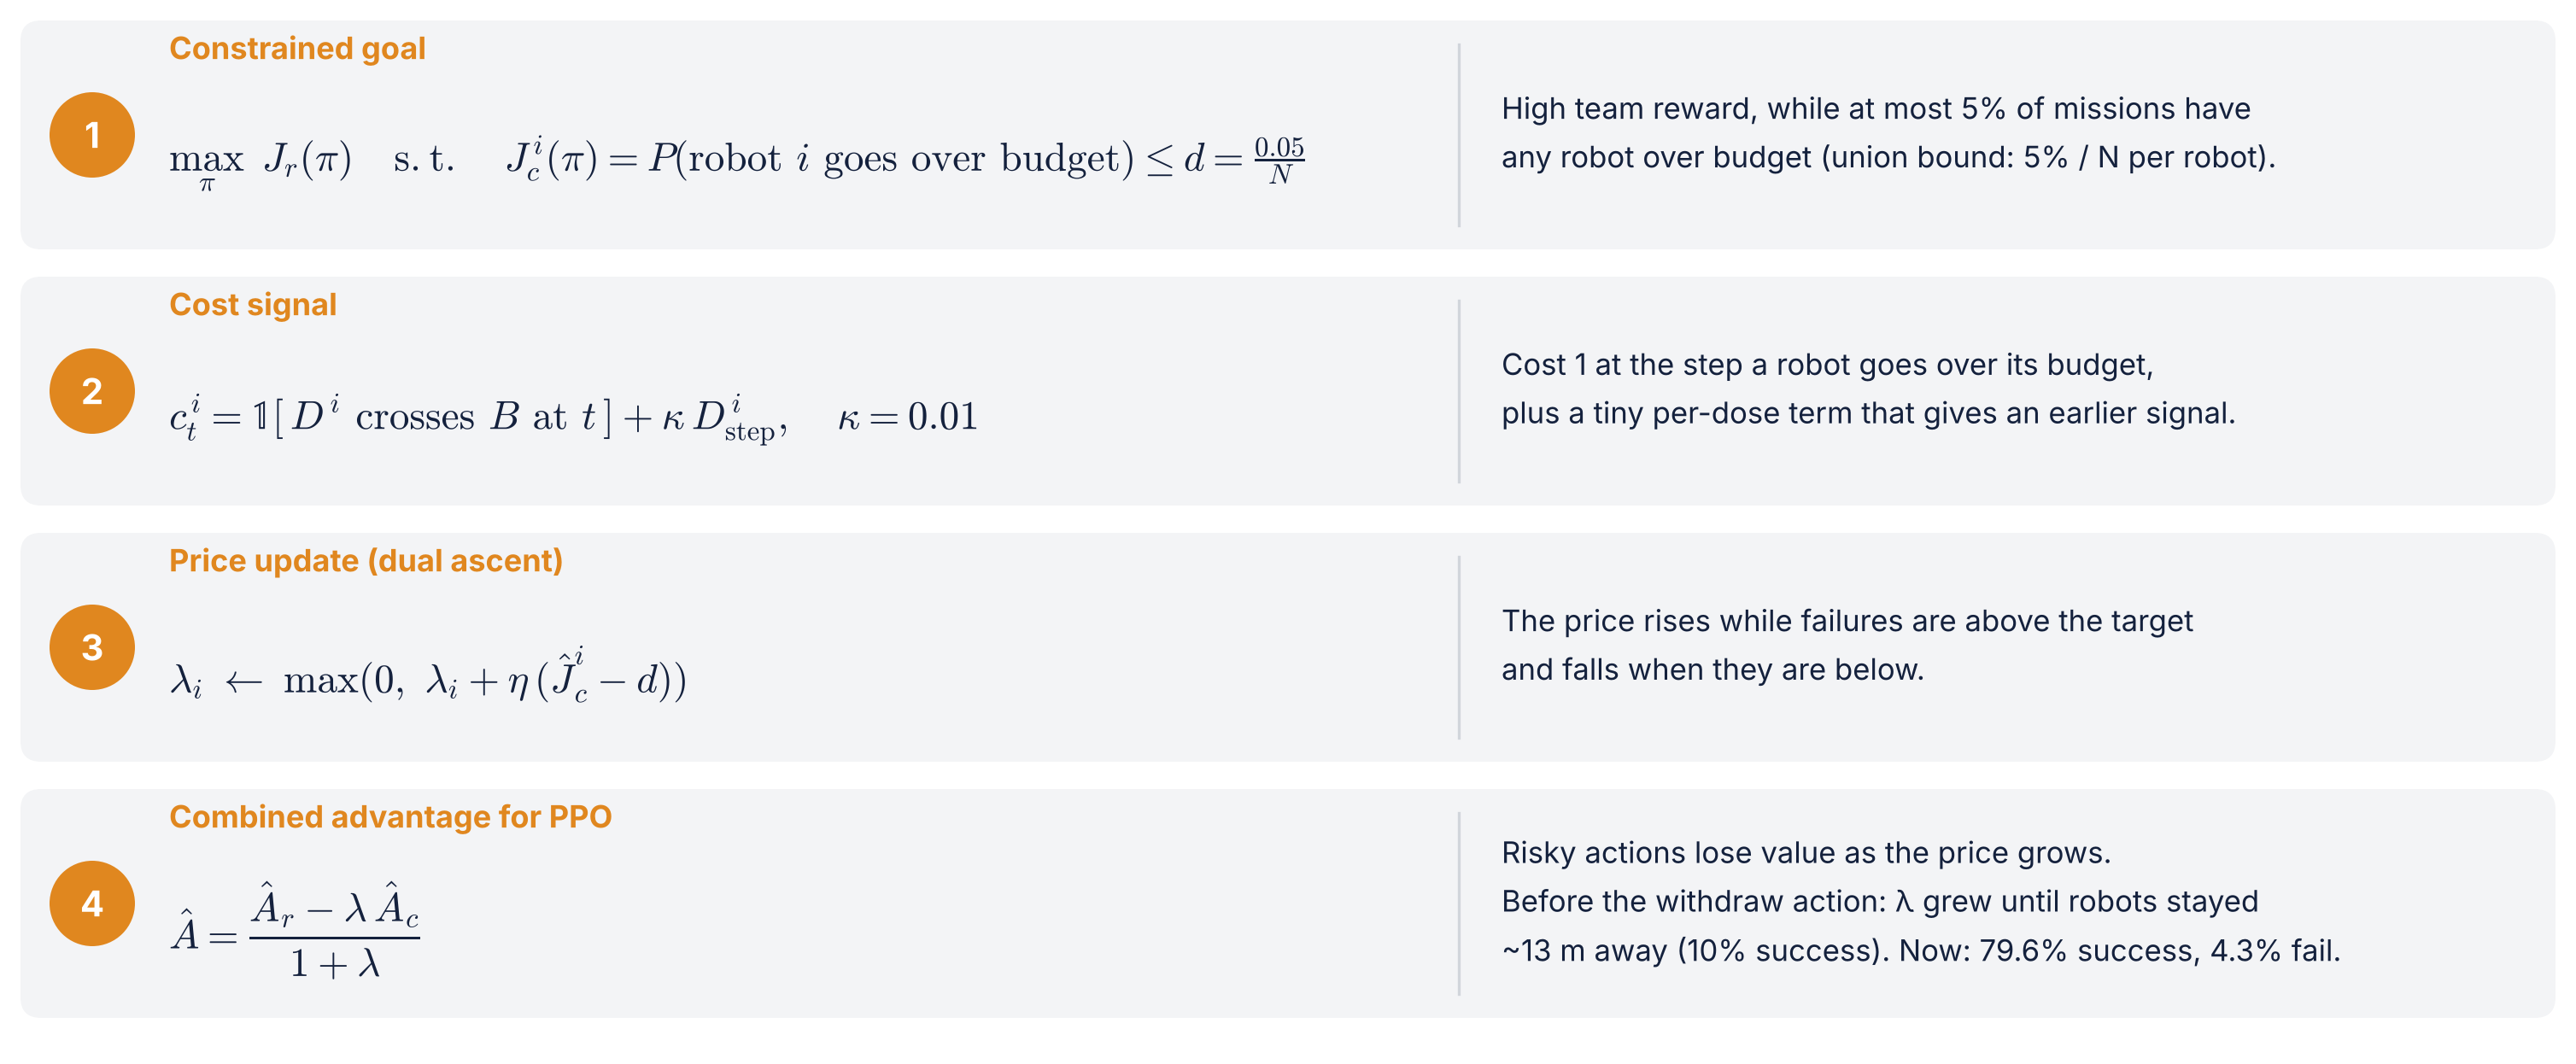 Constrained goal
1
max_π J_r(π) s. t. J_c^i(π) = P(robot i goes over budget) ≤ d = 0.05/N
High team reward, while at most 5% of missions have
any robot over budget (union bound: 5% / N per robot).
Cost signal
2
c_t^i = 𝟙[ D^i crosses B at t ] + κ D_step^i, κ = 0.01
Cost 1 at the step a robot goes over its budget,
plus a tiny per-dose term that gives an earlier signal.
Price update (dual ascent)
3
λ_i ← max(0, λ_i + η (Ĵ_c^i − d))
The price rises while failures are above the target
and falls when they are below.
Combined advantage for PPO
4
Â = (Â_r − λ Â_c) / (1 + λ)
Risky actions lose value as the price grows.
Before the withdraw action: λ grew until robots stayed
~13 m away (10% success). Now: 79.6% success, 4.3% fail.